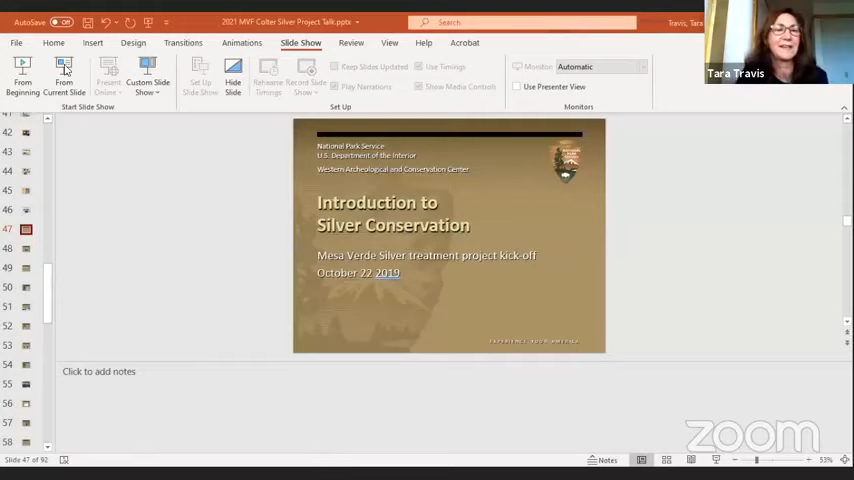 AutoSave Off 2021 MVF Colter Silver Project Talk.pptx Search Travis, Tara
File Home Insert Design Transitions Animations Slide Show Review View Help Acrobat
From Beginning
From Current Slide
Present Online
Custom Slide Show
Set Up Slide Show
Hide Slide
Rehearse Timings
Record Slide Show
Keep Slides Updated
Play Narrations
Use Timings
Show Media Controls
Monitor: Automatic
Use Presenter View
Start Slide Show Set Up Monitors
Tara Travis
41
42
43
44
45
46
47
48
49
50
51
52
53
54
55
56
57
58
National Park Service
U.S. Department of the Interior
Western Archeological and Conservation Center
Introduction to
Silver Conservation
Mesa Verde Silver treatment project kick-off
October 22 2019
EXPERIENCE YOUR AMERICA
Click to add notes
zoom
Slide 47 of 92 Notes 53%